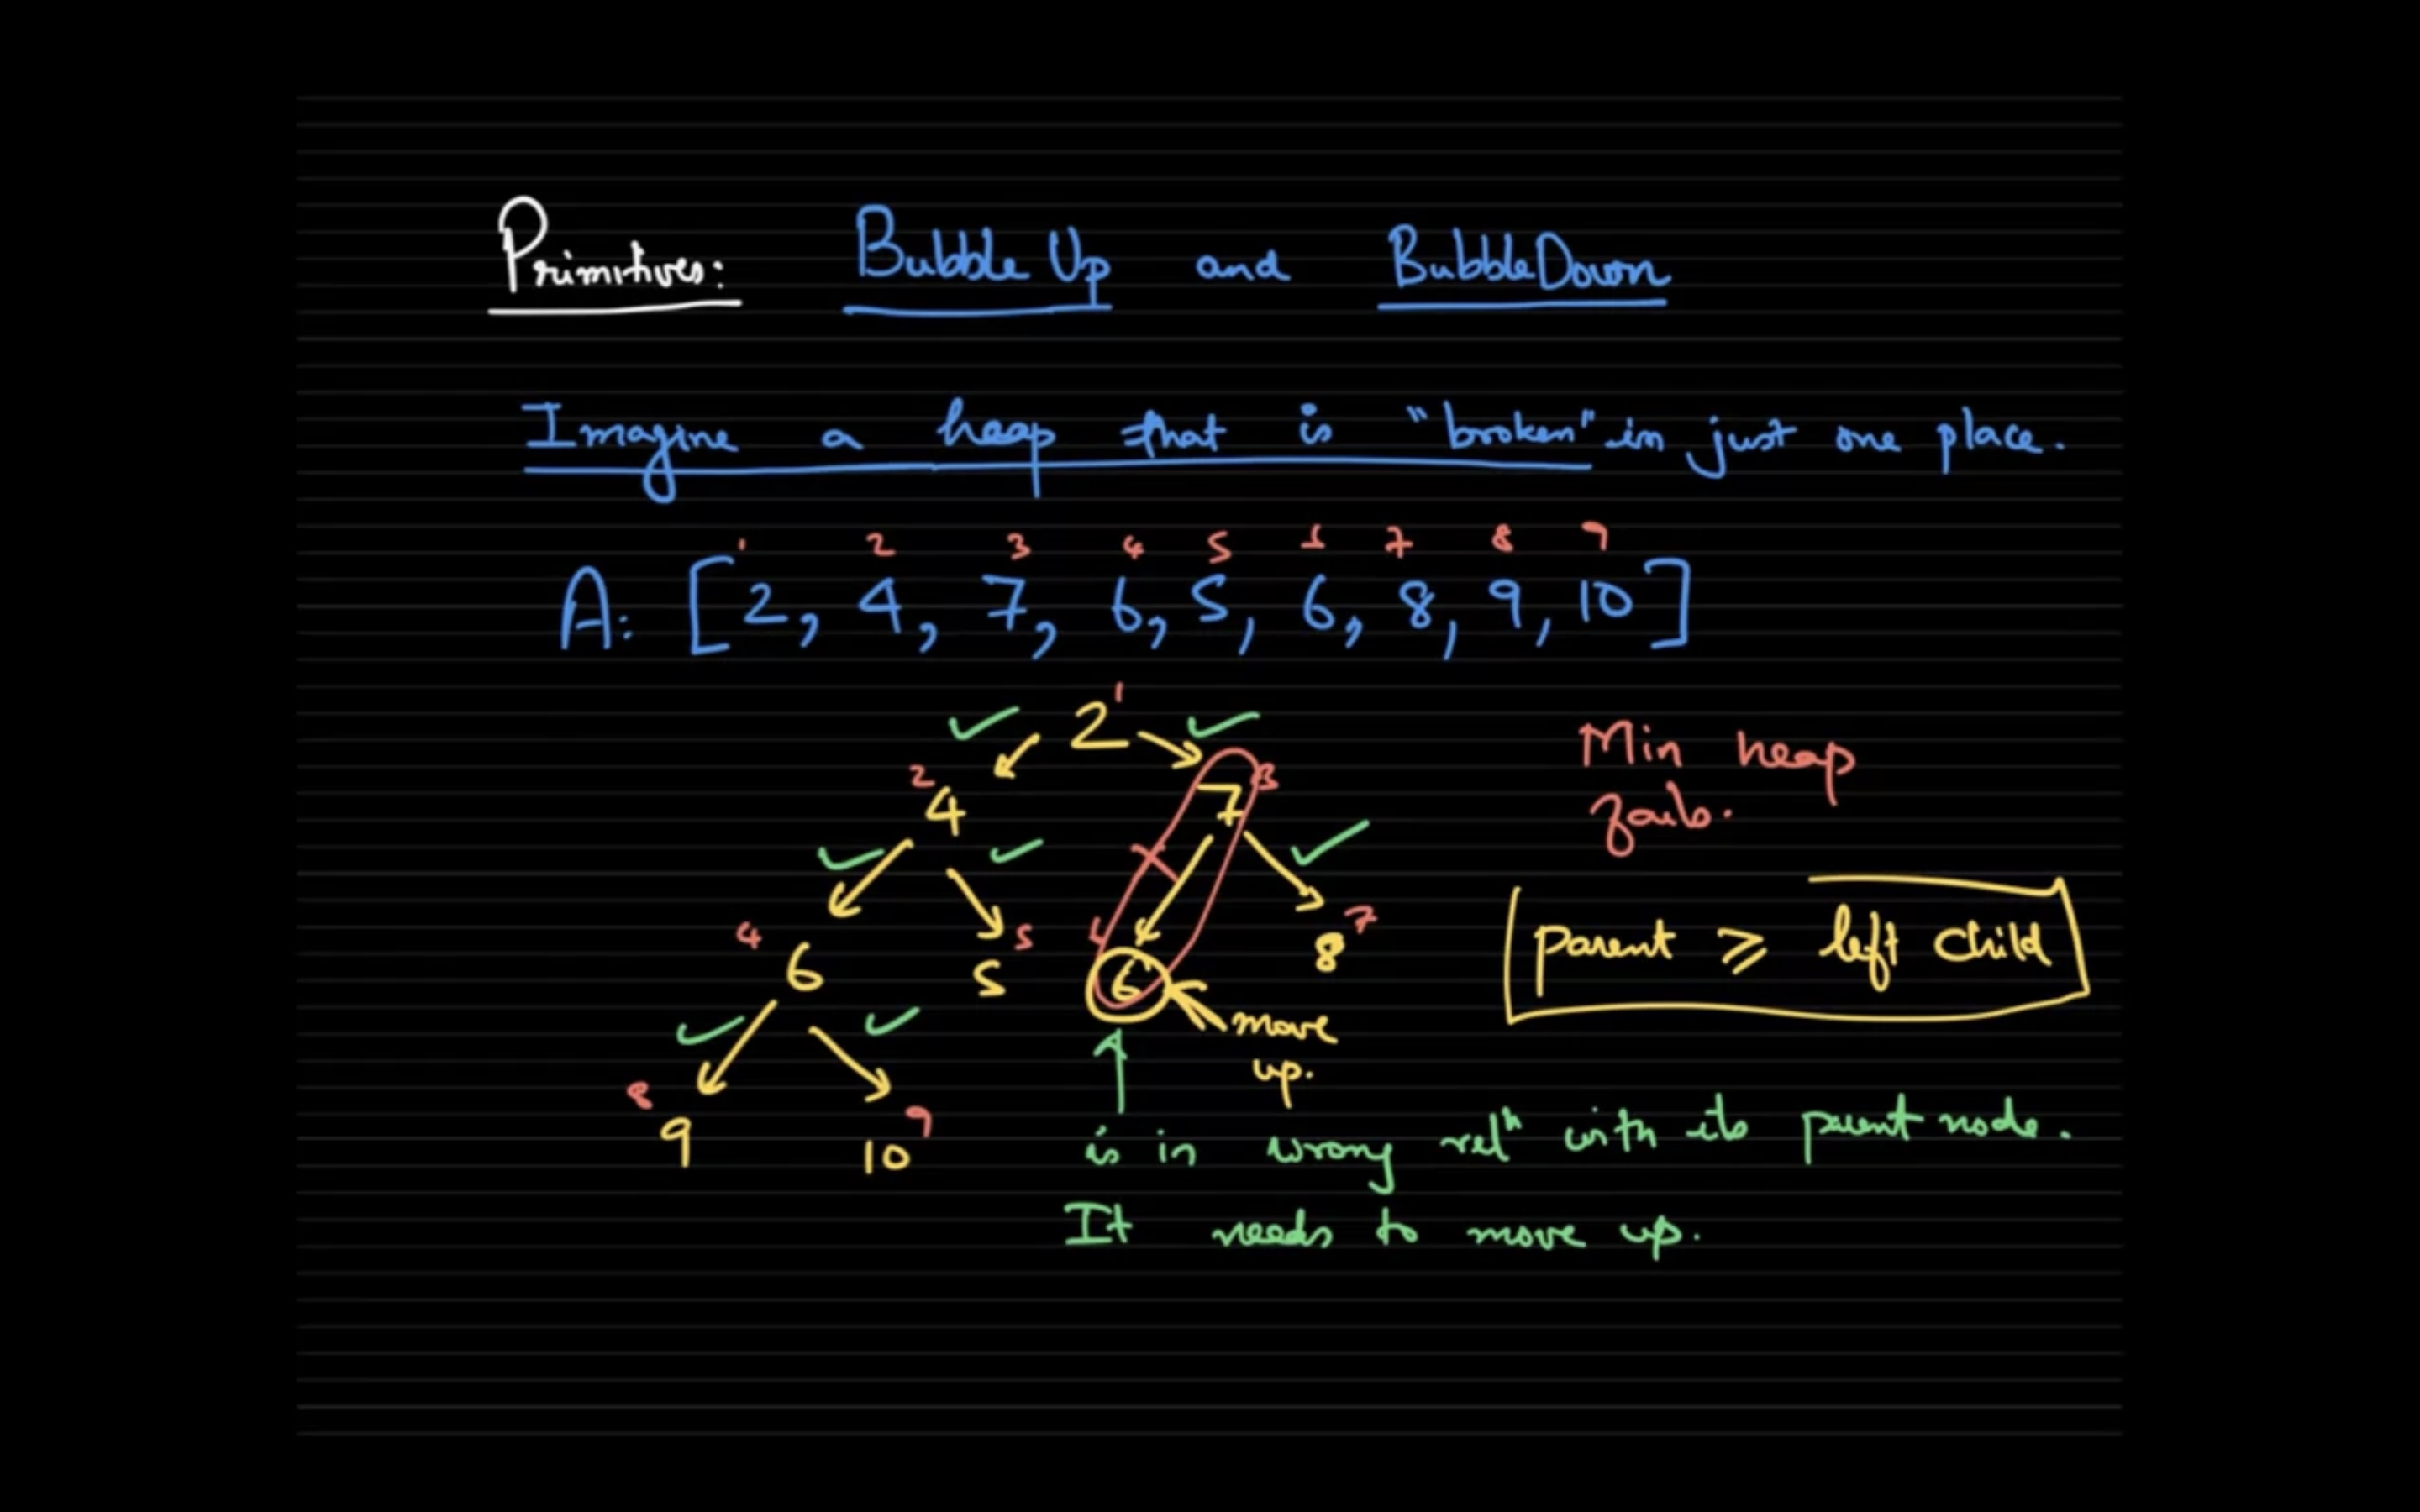 Primitives: BubbleUp and BubbleDown
Imagine a heap that is "broken" in just one place.
1 2 3 4 5 6 7 8 9
A: [2, 4, 7, 6, 5, 6, 8, 9, 10]
2 1
Min heap
fails.
2 4
7 3
parent ≥ left child
4 6
5 5
6 6
8 7
move
up.
8 9
10 9
is in wrong relⁿ with its parent node.
It needs to move up.